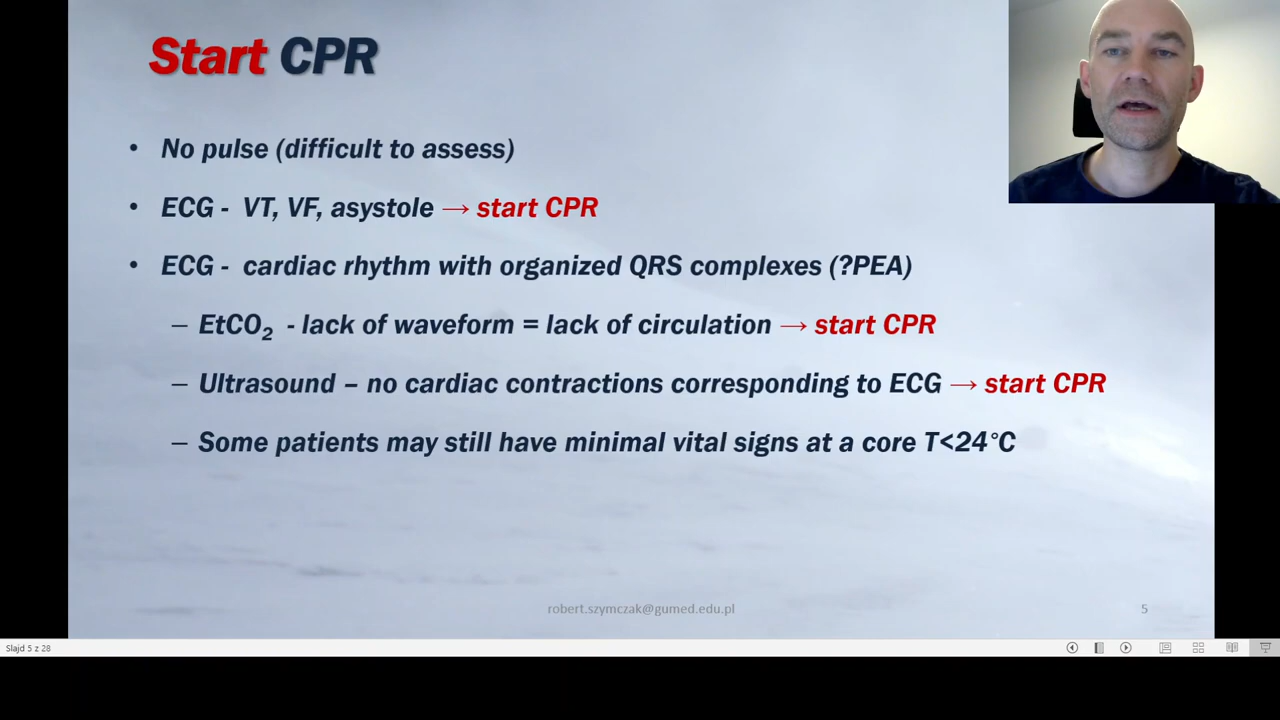 Start CPR
• No pulse (difficult to assess)
• ECG - VT, VF, asystole → start CPR
• ECG - cardiac rhythm with organized QRS complexes (?PEA)
– EtCO₂ - lack of waveform = lack of circulation → start CPR
– Ultrasound – no cardiac contractions corresponding to ECG → start CPR
– Some patients may still have minimal vital signs at a core T<24°C
robert.szymczak@gumed.edu.pl
5
Slajd 5 z 28